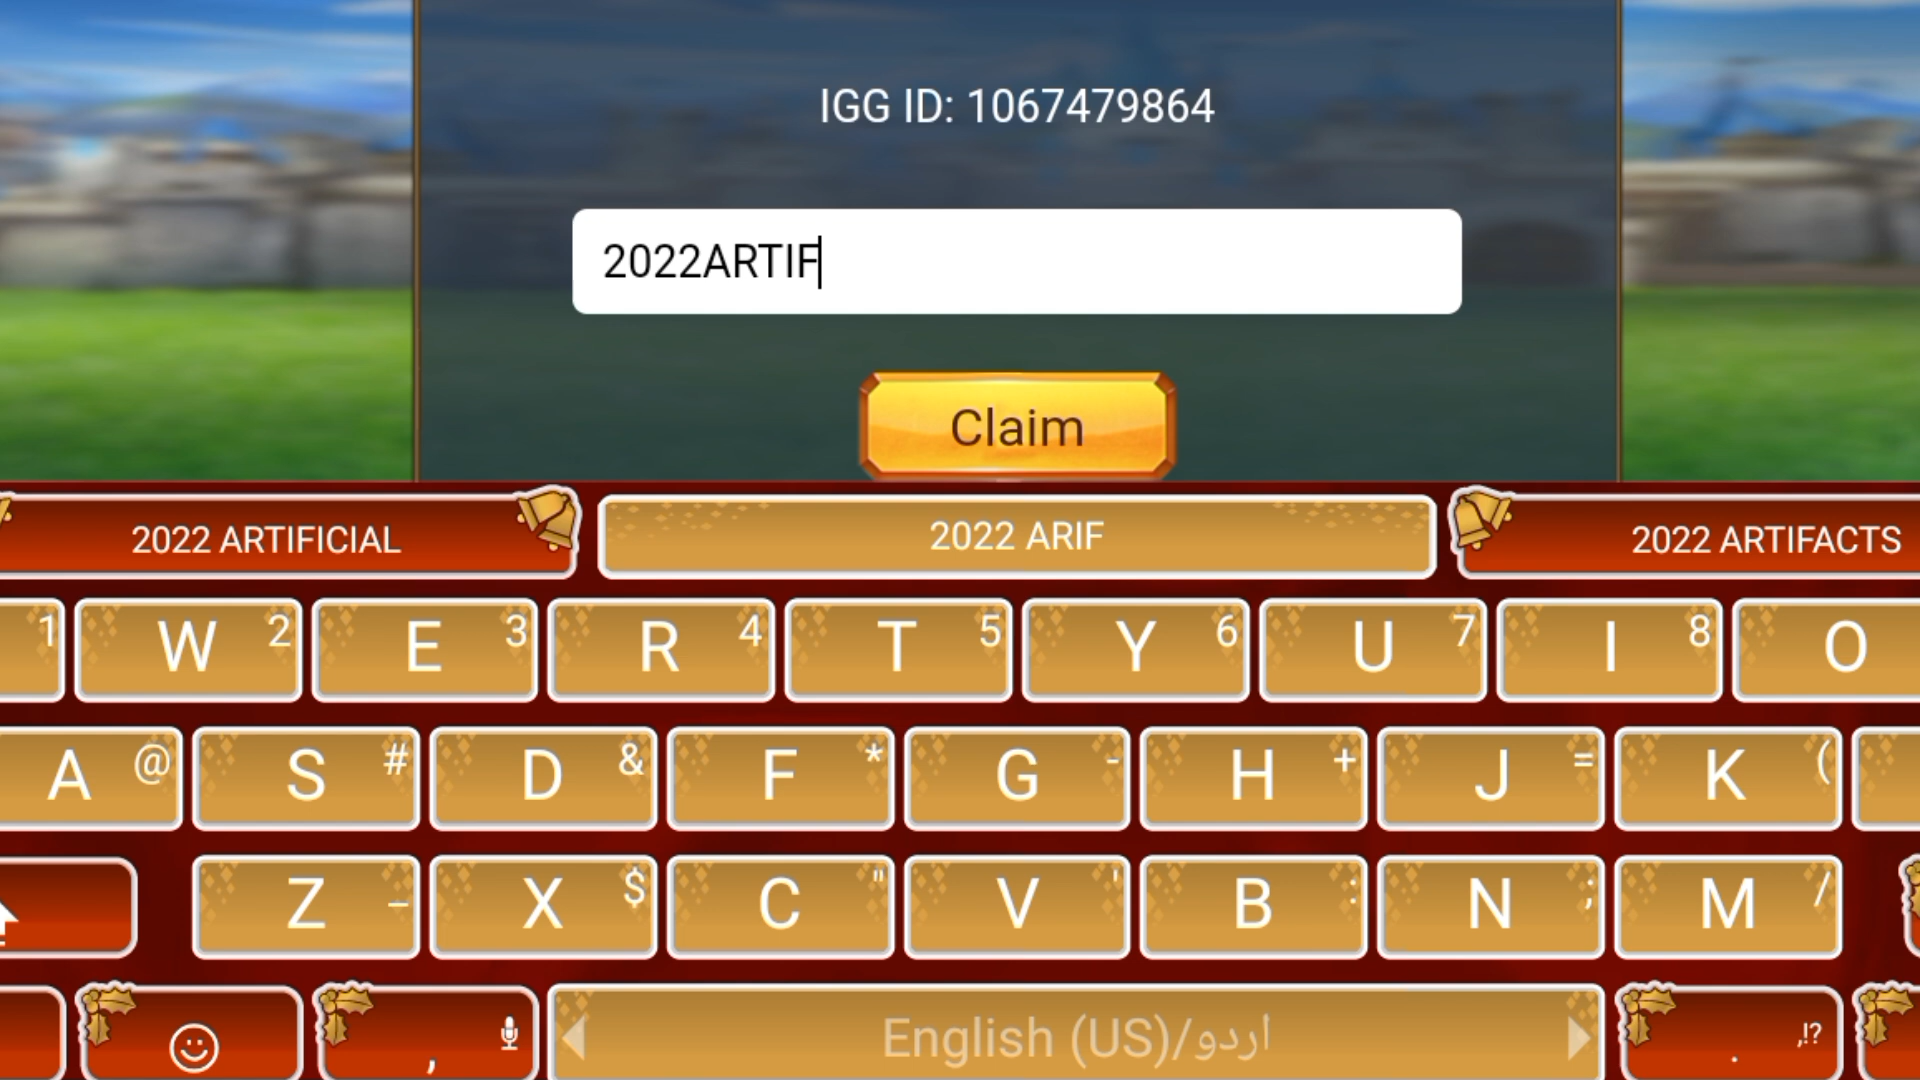 IGG ID: 1067479864
2022ARTIF
Claim
2022 ARTIFICIAL 2022 ARIF 2022 ARTIFACTS
1 W 2 E 3 R 4 T 5 Y 6 U 7 I 8 O
A @ S # D & F * G - H + J = K (
Z _ X $ C " V ' B : N ; M /
, English (US)/اردو . ,!?